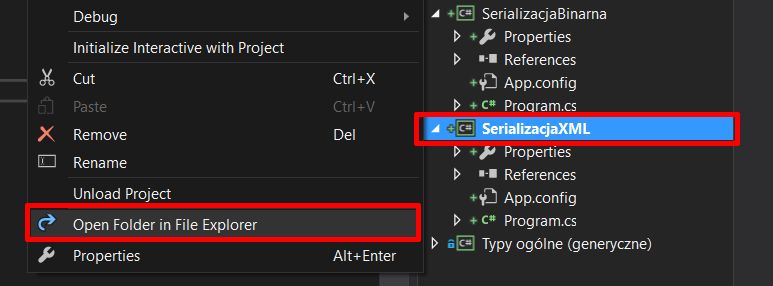 Debug
Initialize Interactive with Project
Cut Ctrl+X
Paste Ctrl+V
Remove Del
Rename
Unload Project
Open Folder in File Explorer
Properties Alt+Enter
C# SerializacjaBinarna
Properties
References
App.config
C# Program.cs
C# SerializacjaXML
Properties
References
App.config
C# Program.cs
C# Typy ogólne (generyczne)